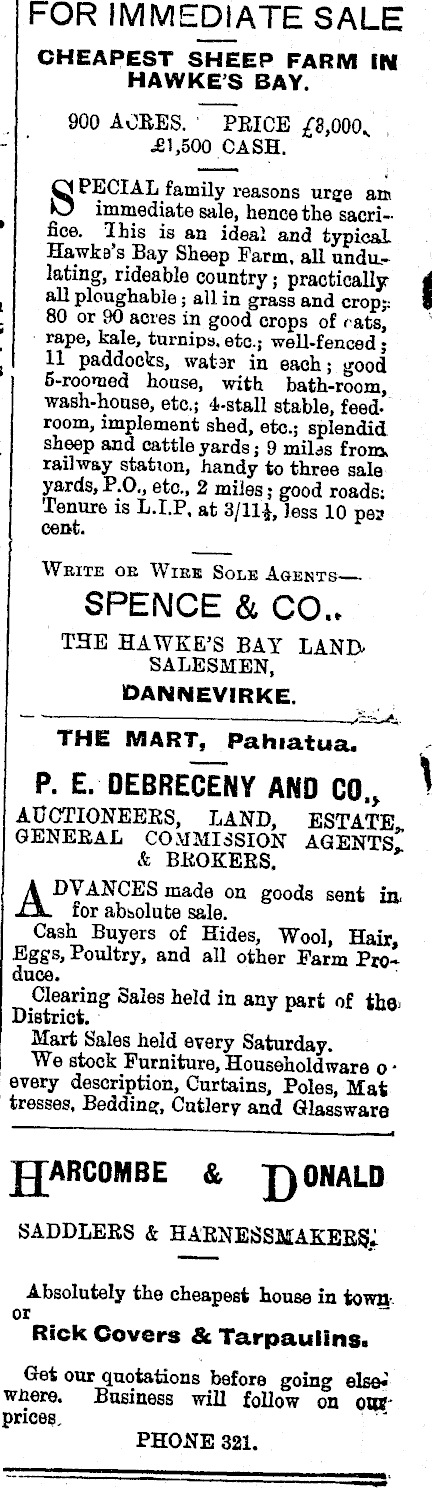 FOR IMMEDIATE SALE
CHEAPEST SHEEP FARM IN
HAWKE'S BAY.
900 ACRES. PRICE £8,000,
£1,500 CASH.
SPECIAL family reasons urge an
immediate sale, hence the sacri-
fice. This is an ideal and typical
Hawke's Bay Sheep Farm, all undu-
lating, rideable country; practically
all ploughable; all in grass and crop;
80 or 90 acres in good crops of oats,
rape, kale, turnips, etc.; well-fenced;
11 paddocks, water in each; good
5-roomed house, with bath-room,
wash-house, etc.; 4-stall stable, feed-
room, implement shed, etc.; splendid
sheep and cattle yards; 9 miles from
railway station, handy to three sale
yards, P.O., etc., 2 miles; good roads.
Tenure is L.I.P. at 3/11½, less 10 per
cent.
WRITE OR WIRE SOLE AGENTS—
SPENCE & CO.,
THE HAWKE'S BAY LAND
SALESMEN,
DANNEVIRKE.
THE MART, Pahiatua.
P. E. DEBRECENY AND CO.,
AUCTIONEERS, LAND, ESTATE,
GENERAL COMMISSION AGENTS,
& BROKERS.
ADVANCES made on goods sent in
for absolute sale.
Cash Buyers of Hides, Wool, Hair,
Eggs, Poultry, and all other Farm Pro-
duce.
Clearing Sales held in any part of the
District.
Mart Sales held every Saturday.
We stock Furniture, Householdware o
every description, Curtains, Poles, Mat
tresses, Bedding, Cutlery and Glassware
HARCOMBE & DONALD
SADDLERS & HARNESSMAKERS.
Absolutely the cheapest house in town
or
Rick Covers & Tarpaulins.
Get our quotations before going else-
where. Business will follow on our
prices.
PHONE 321.